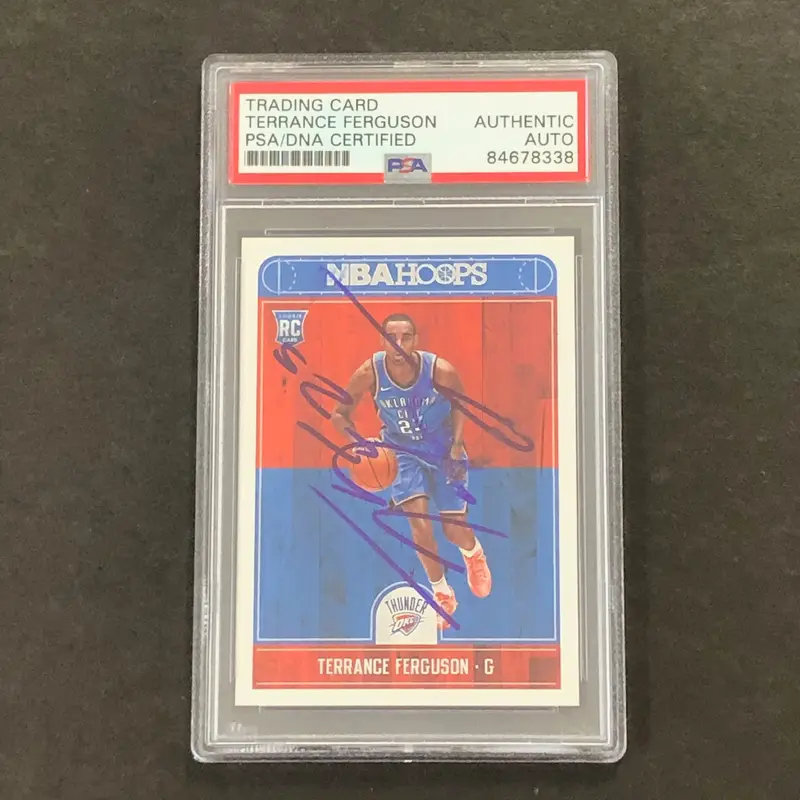 TRADING CARD
TERRANCE FERGUSON AUTHENTIC
PSA/DNA CERTIFIED AUTO
PSA 84678338
NBA HOOPS
ROOKIE
RC
CARD
OKLAHOMA
CITY
23
THUNDER
OKC
TERRANCE FERGUSON · G